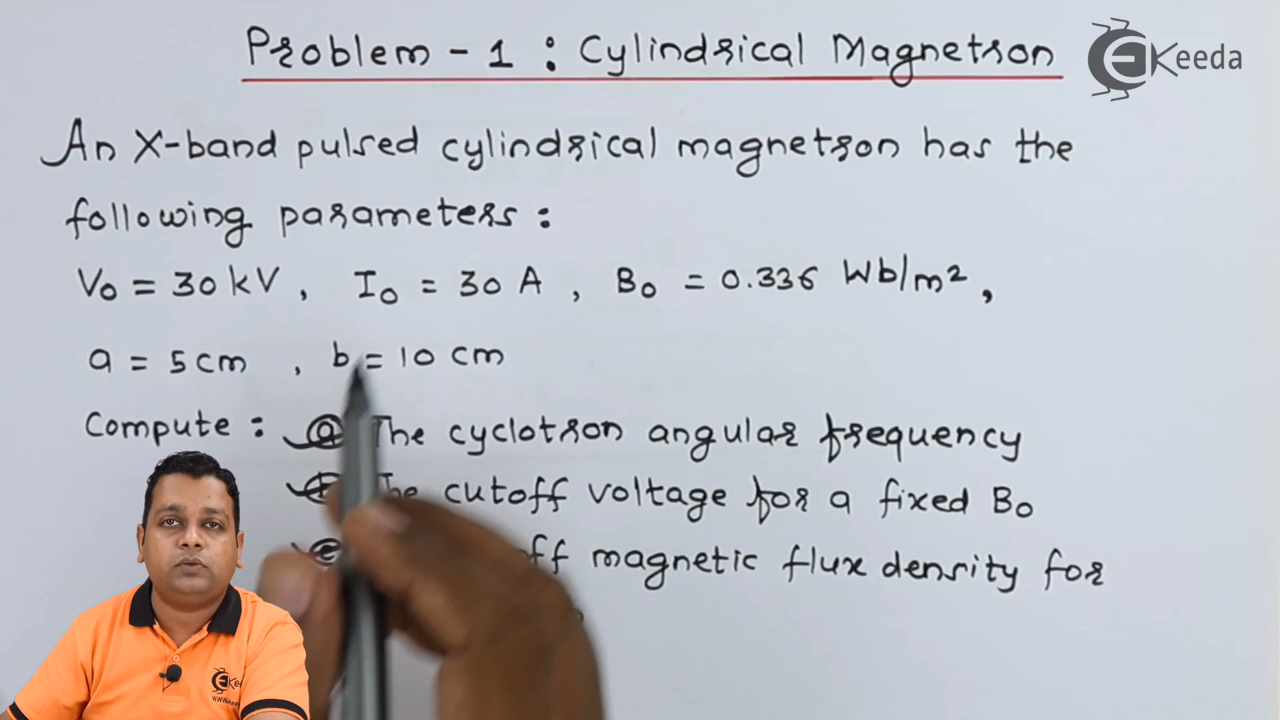 Problem - 1 : Cylindrical Magnetron
Keeda
An X-band pulsed cylindrical magnetron has the
following parameters :
V0 = 30 kV , I0 = 30 A , B0 = 0.336 Wb/m2 ,
a = 5 cm , b = 10 cm
Compute : (a) The cyclotron angular frequency
cutoff voltage for a fixed B0
(c) magnetic flux density for